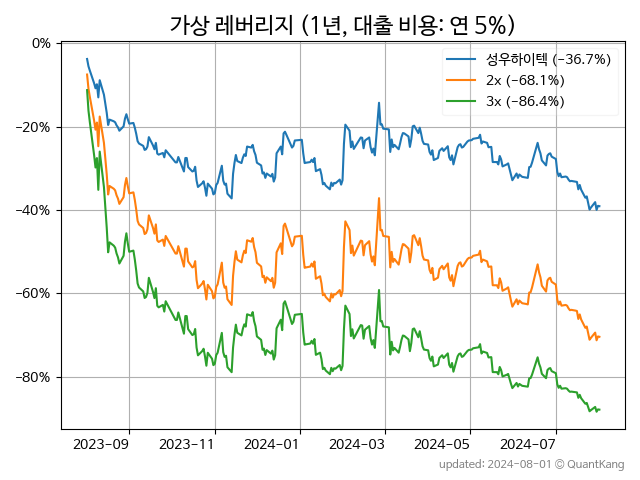 가상 레버리지 (1년, 대출 비용: 연 5%)
성우하이텍 (−36.7%)
2x (−68.1%)
3x (−86.4%)
0%
−20%
−40%
−60%
−80%
2023−09 2023−11 2024−01 2024−03 2024−05 2024−07
updated: 2024-08-01 © QuantKang